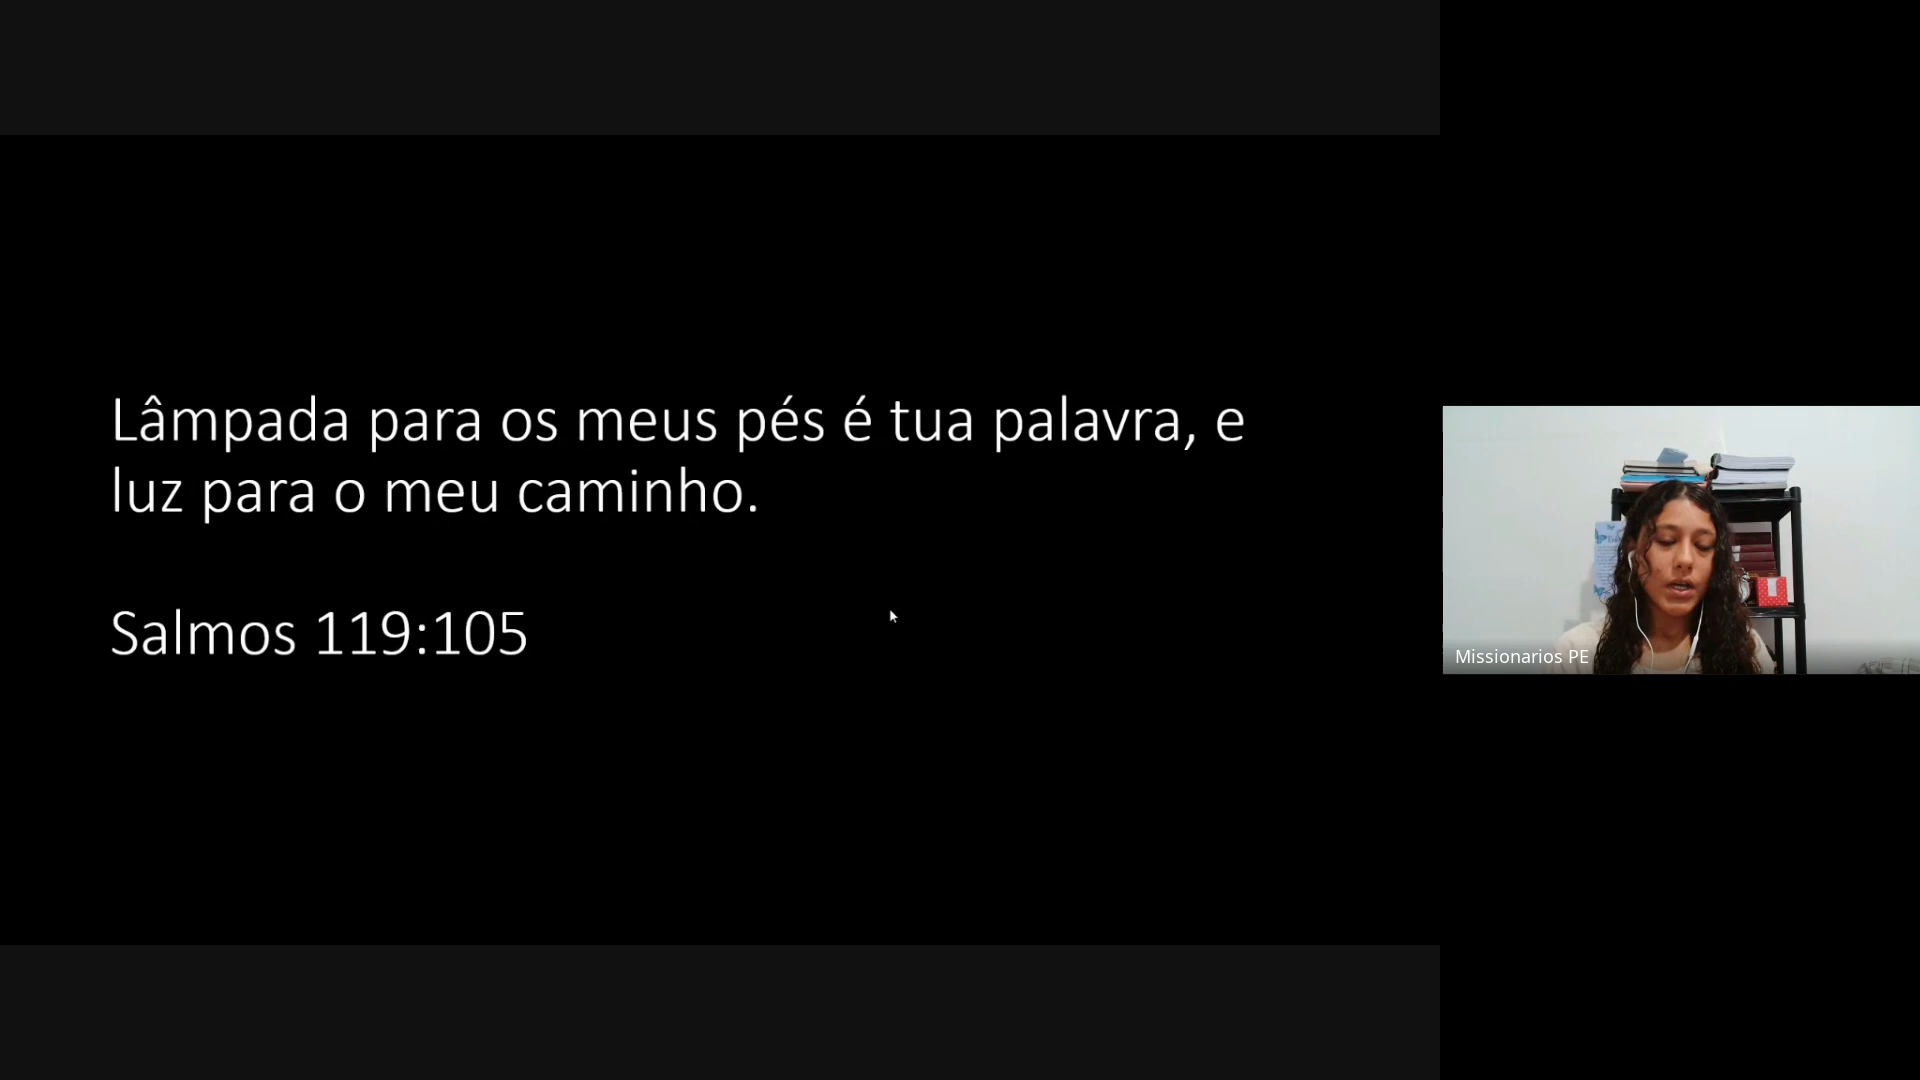 Lâmpada para os meus pés é tua palavra, e
luz para o meu caminho.
Salmos 119:105
Missionarios PE